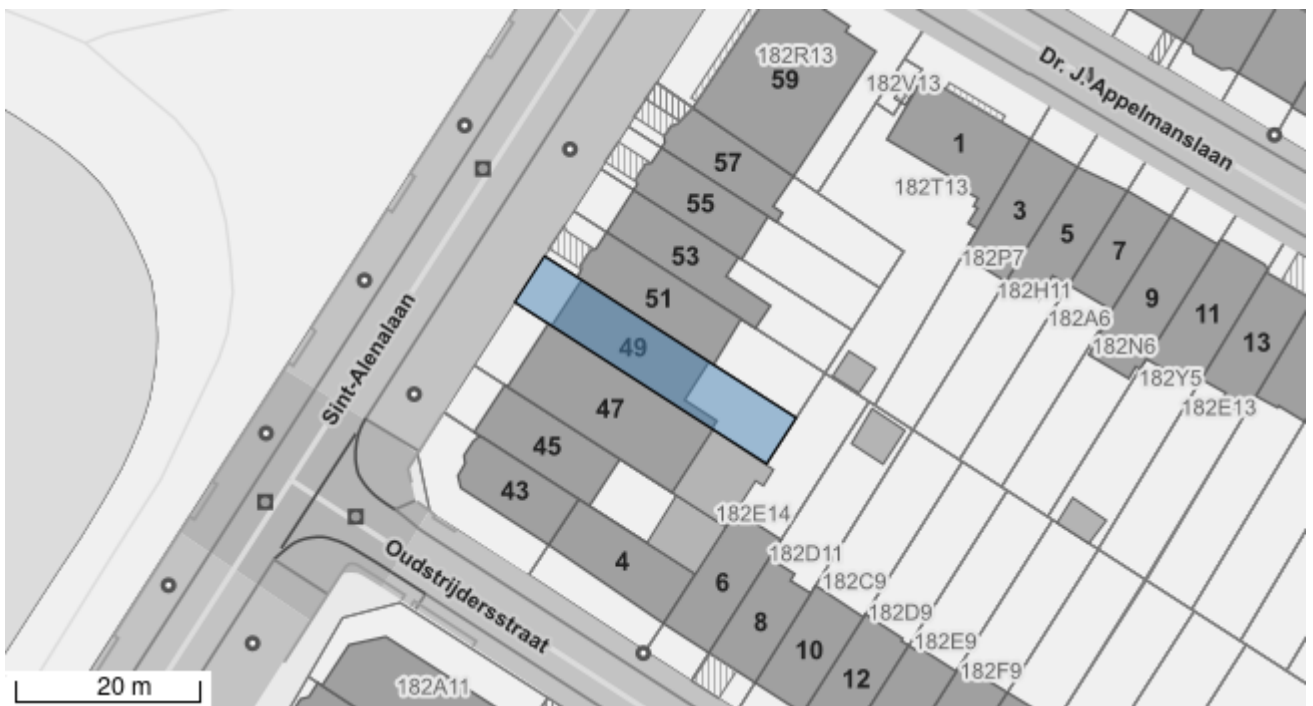 182R13
59
Dr. J. Appelmanslaan
182V13
1
57
182T13
55
3
5
53
7
182P7
51
182H11
9
11
182A6
13
182N6
49
Sint-Alenalaan
182Y5
47
182E13
45
43
182E14
182D11
4
Oudstrijdersstraat
6
182C9
8
182D9
10
182E9
12
182F9
182A11
20 m